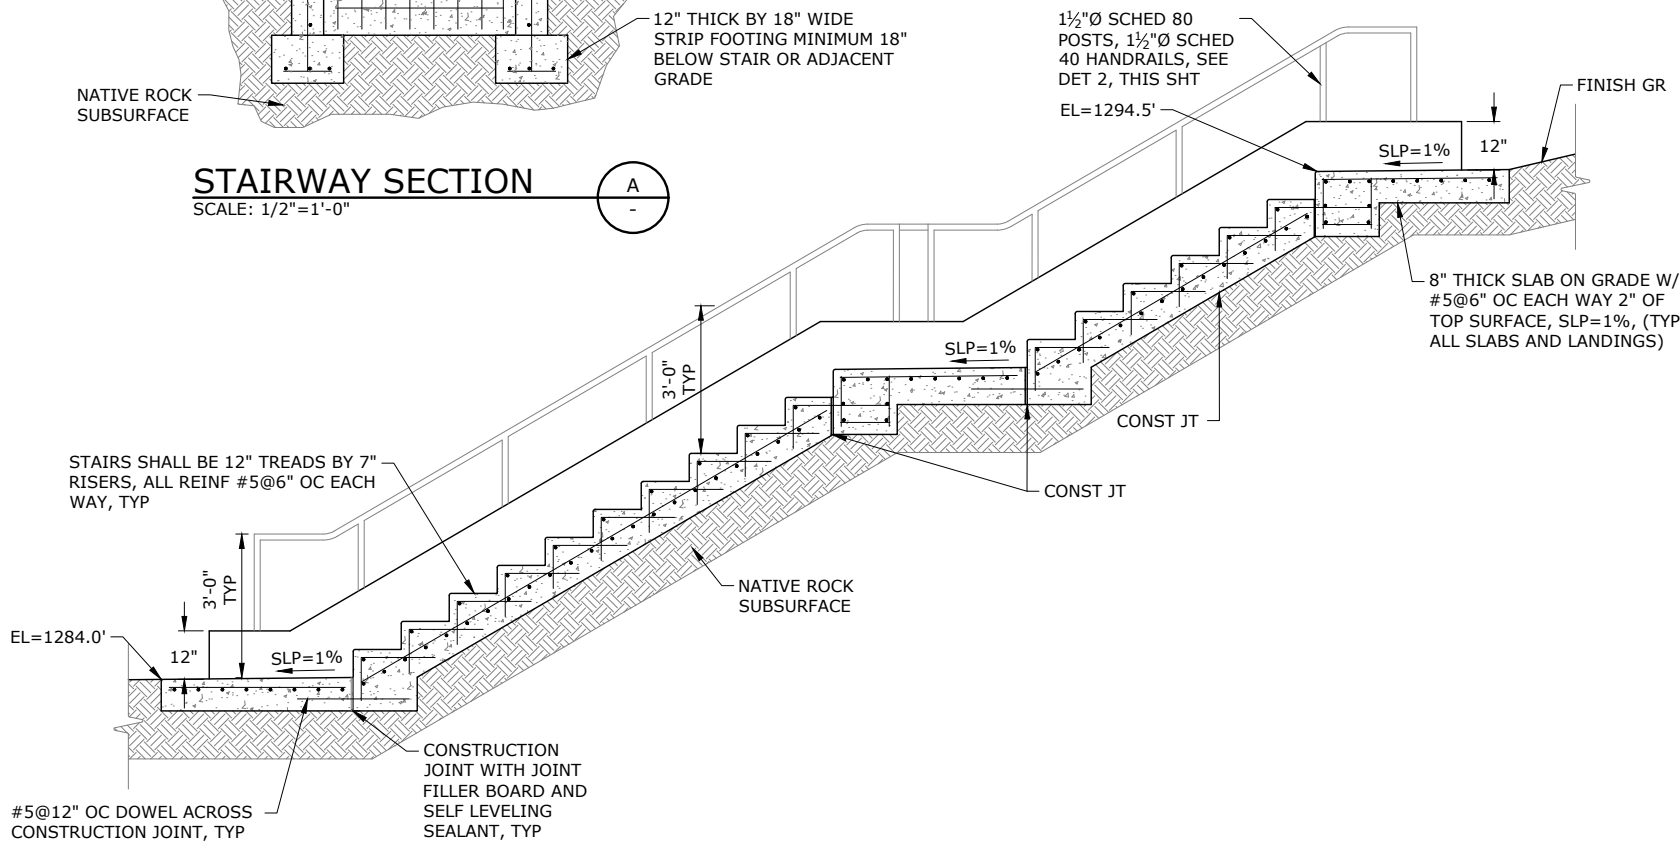 12" THICK BY 18" WIDE
STRIP FOOTING MINIMUM 18"
BELOW STAIR OR ADJACENT
GRADE
NATIVE ROCK
SUBSURFACE
STAIRWAY SECTION
SCALE: 1/2"=1'-0"
A
-
1½"Ø SCHED 80
POSTS, 1½"Ø SCHED
40 HANDRAILS, SEE
DET 2, THIS SHT
EL=1294.5'
FINISH GR
SLP=1%
12"
8" THICK SLAB ON GRADE W/
#5@6" OC EACH WAY 2" OF
TOP SURFACE, SLP=1%, (TYP
ALL SLABS AND LANDINGS)
SLP=1%
3'-0"
TYP
CONST JT
CONST JT
STAIRS SHALL BE 12" TREADS BY 7"
RISERS, ALL REINF #5@6" OC EACH
WAY, TYP
NATIVE ROCK
SUBSURFACE
3'-0"
TYP
EL=1284.0'
12"
SLP=1%
CONSTRUCTION
JOINT WITH JOINT
FILLER BOARD AND
SELF LEVELING
SEALANT, TYP
#5@12" OC DOWEL ACROSS
CONSTRUCTION JOINT, TYP